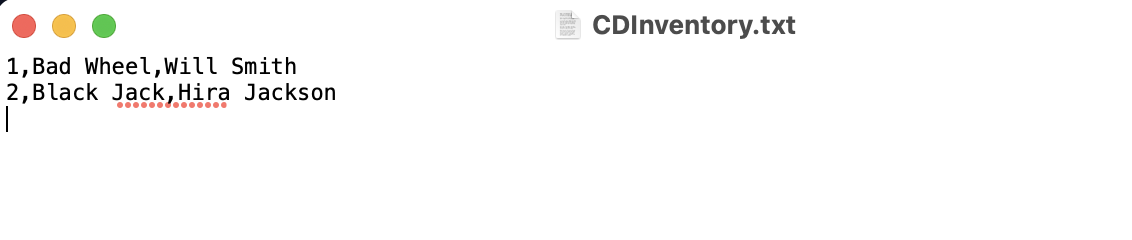 CDInventory.txt
1,Bad Wheel,Will Smith
2,Black Jack,Hira Jackson